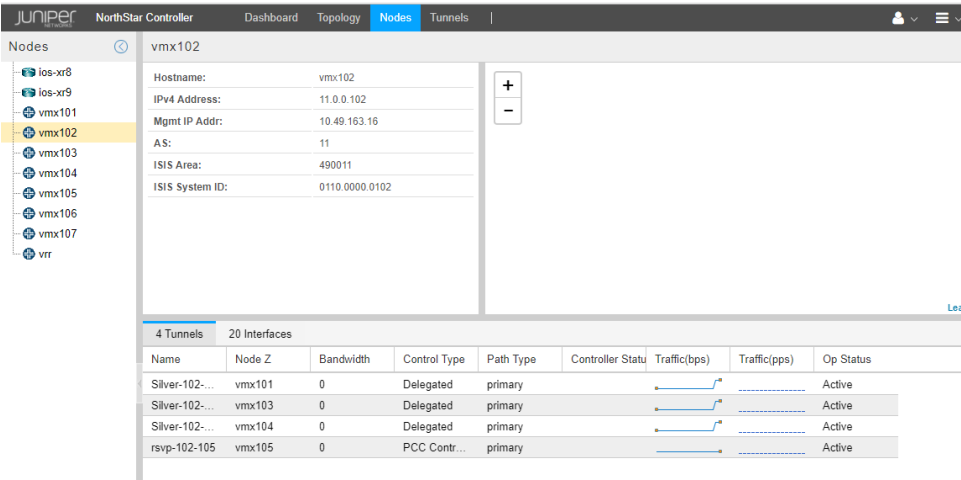 JUNIPER NETWORKS NorthStar Controller Dashboard Topology Nodes Tunnels
Nodes
ios-xr8
ios-xr9
vmx101
vmx102
vmx103
vmx104
vmx105
vmx106
vmx107
vrr
vmx102
Hostname: vmx102
IPv4 Address: 11.0.0.102
Mgmt IP Addr: 10.49.163.16
AS: 11
ISIS Area: 490011
ISIS System ID: 0110.0000.0102
+
−
Lea
4 Tunnels 20 Interfaces
Name Node Z Bandwidth Control Type Path Type Controller Statu Traffic(bps) Traffic(pps) Op Status
Silver-102-... vmx101 0 Delegated primary Active
Silver-102-... vmx103 0 Delegated primary Active
Silver-102-... vmx104 0 Delegated primary Active
rsvp-102-105 vmx105 0 PCC Contr... primary Active